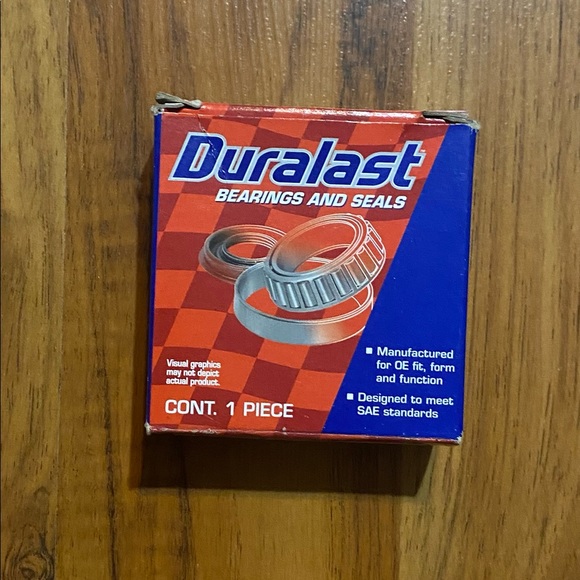 Duralast™
BEARINGS AND SEALS
Visual graphics
may not depict
actual product.
CONT. 1 PIECE
▪ Manufactured
for OE fit, form
and function
▪ Designed to meet
SAE standards